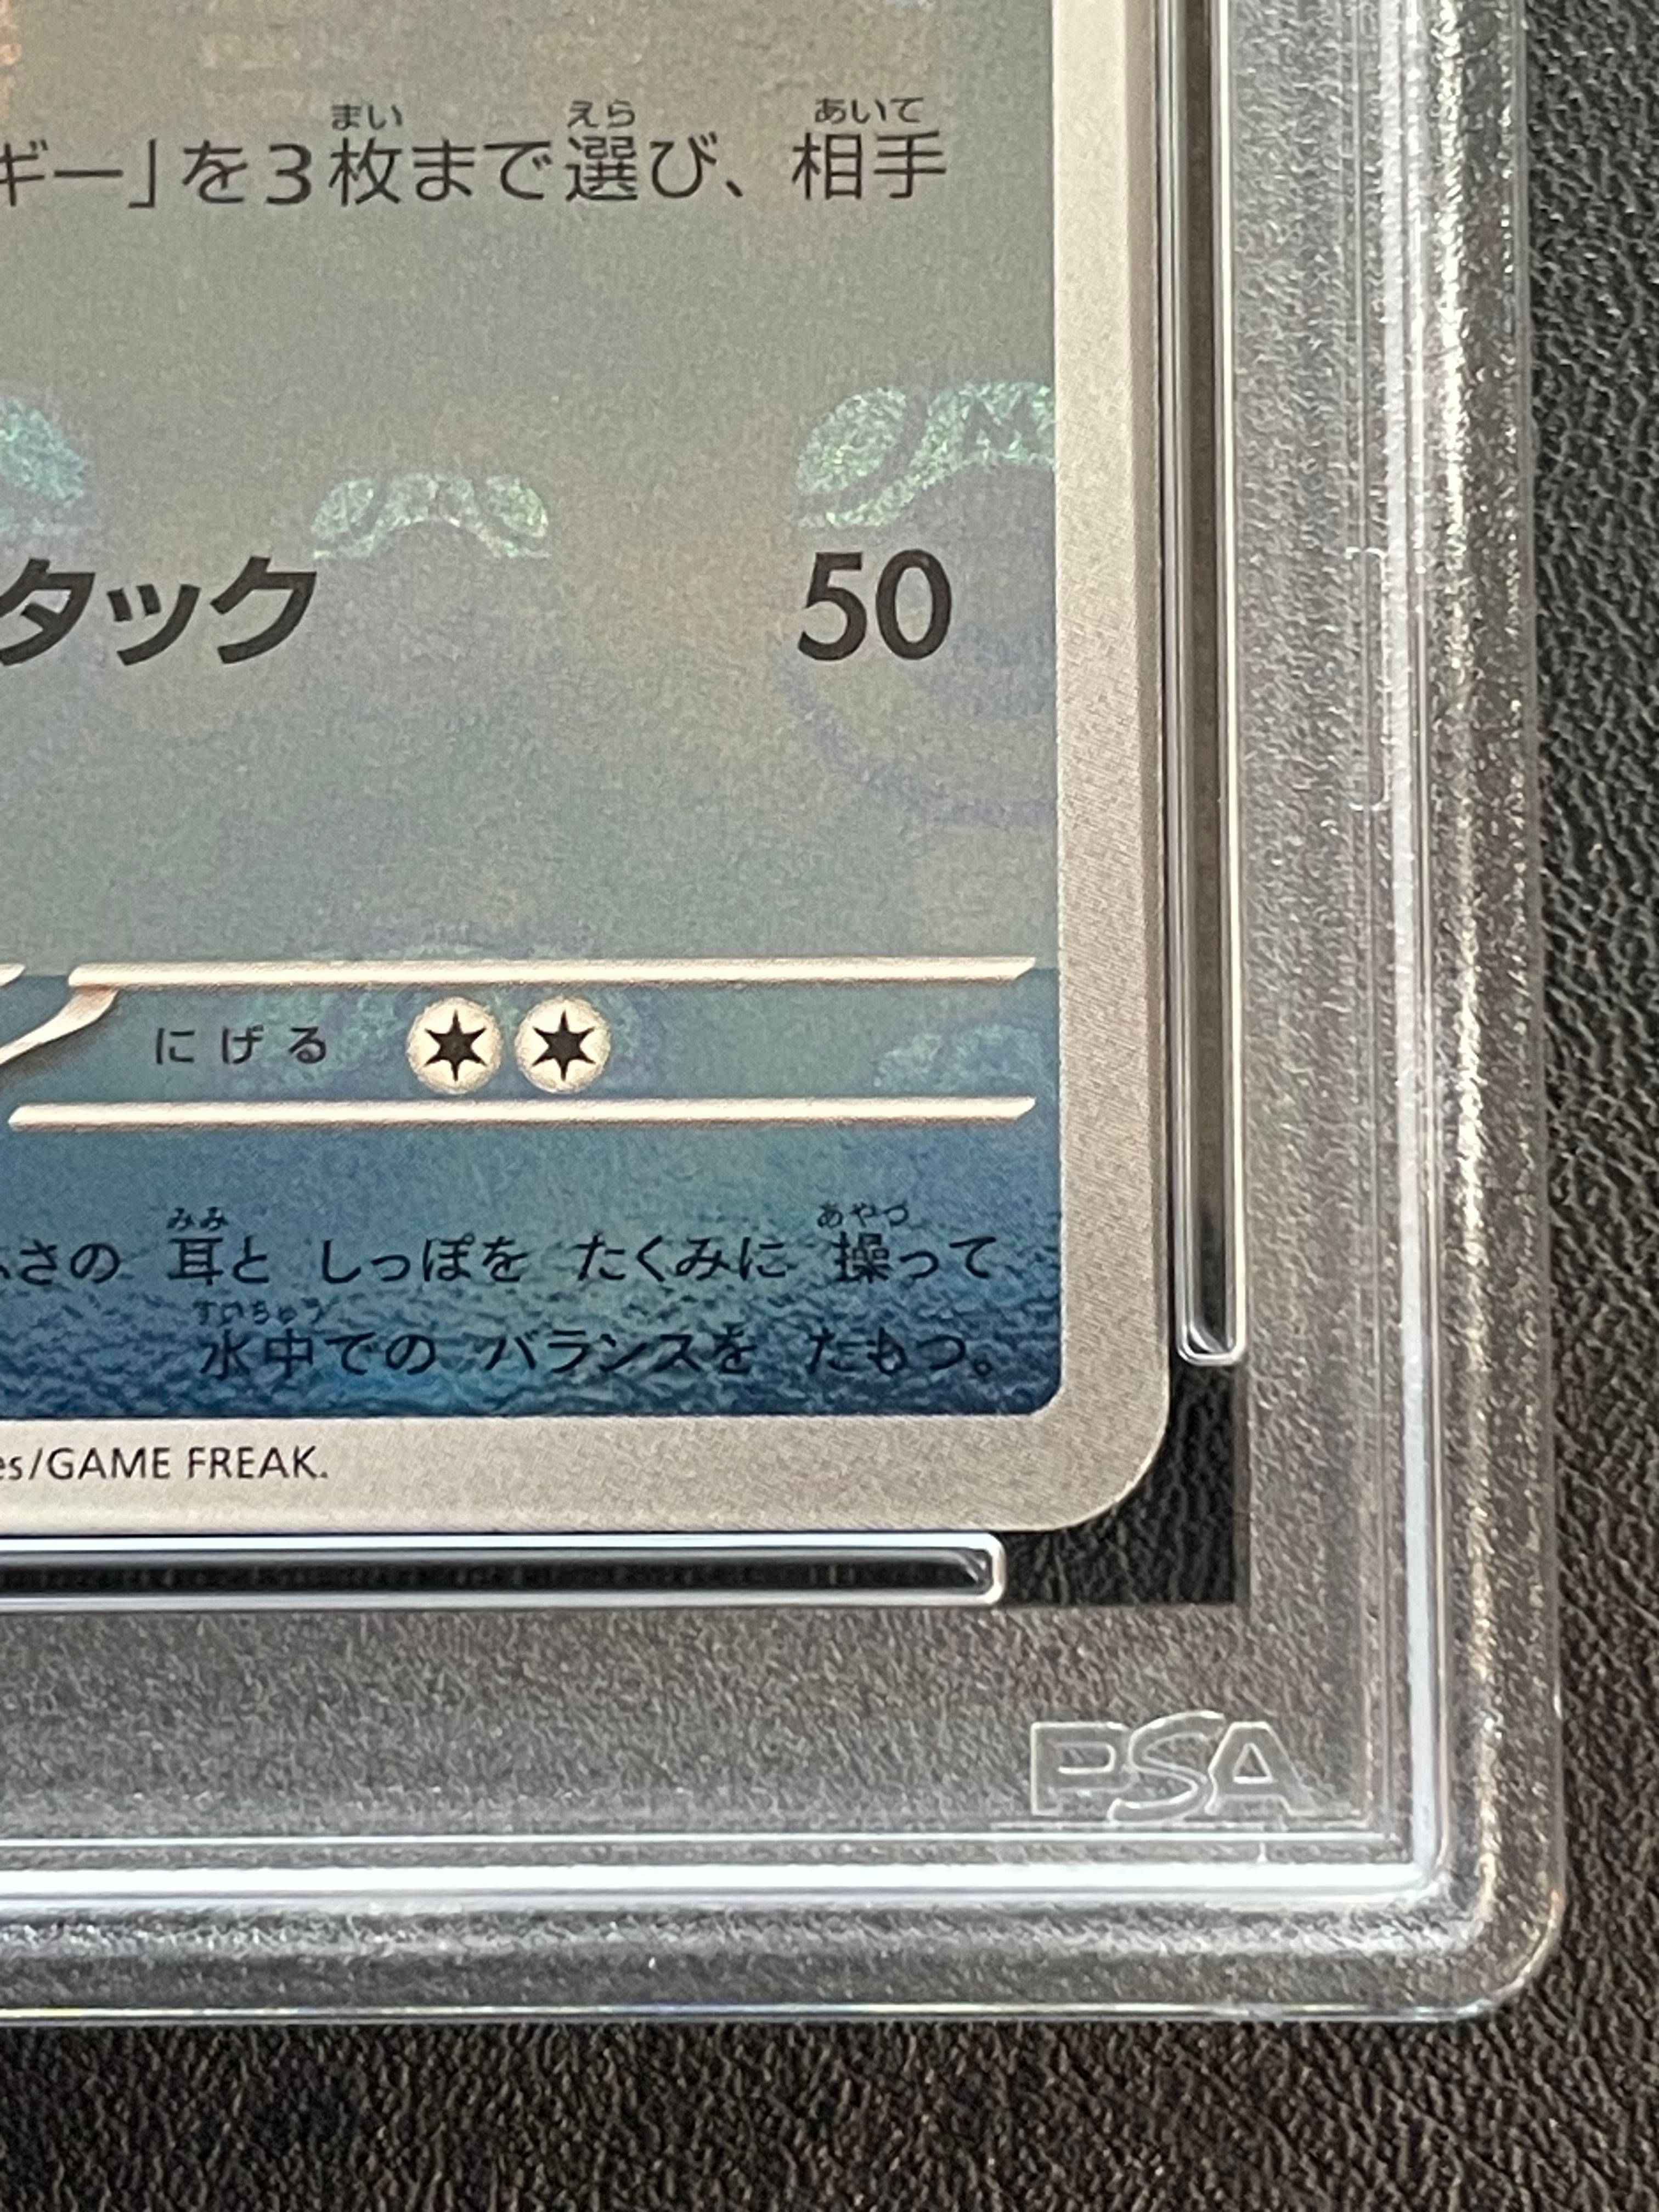 まい えら あいて
ギー」を3枚まで選び、相手
タック 50
にげる
みみ あやつ
さの 耳と しっぽを たくみに 操って
すいちゅう
水中での バランスを たもつ。
es/GAME FREAK.
PSA